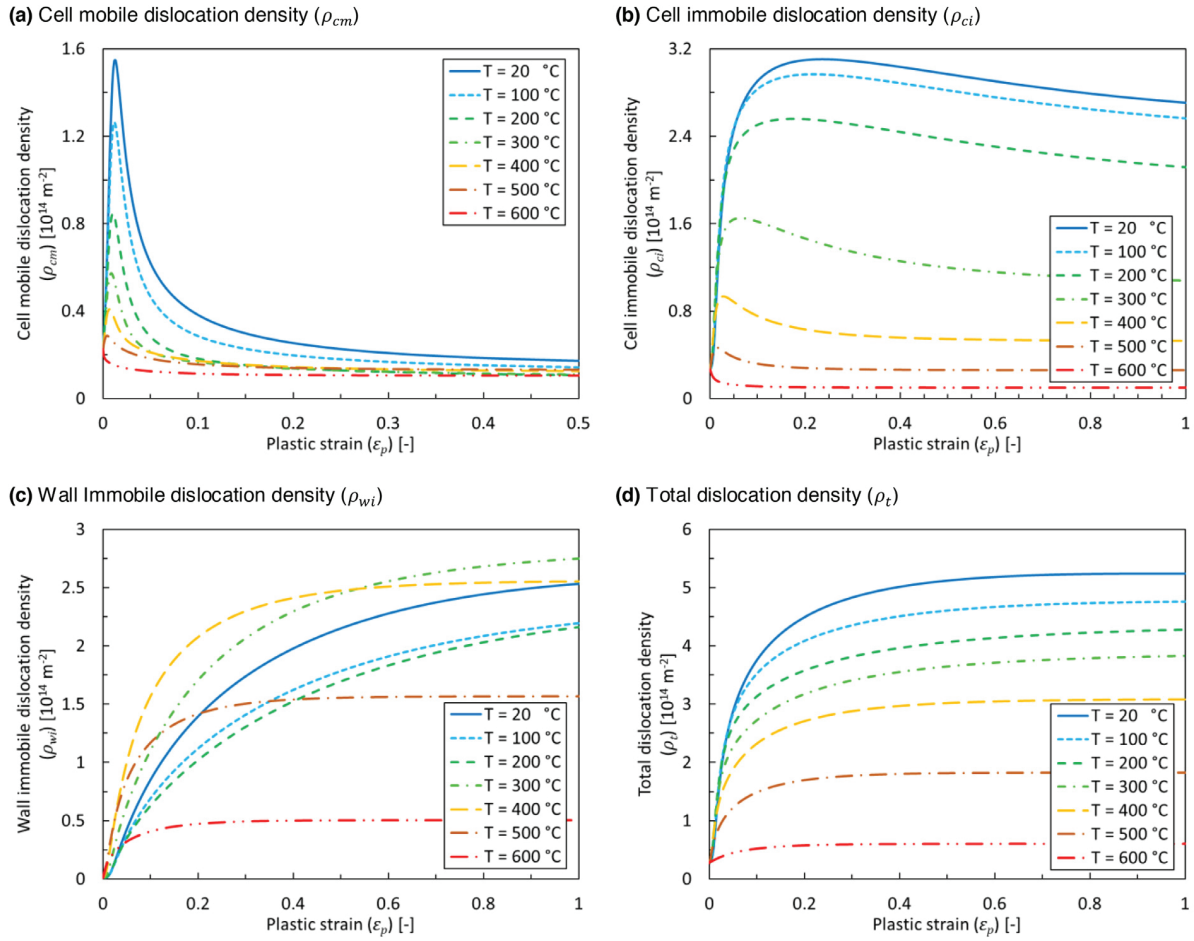 (a) Cell mobile dislocation density (ρcm)
Cell mobile dislocation density
(ρcm) [10¹⁴ m⁻²]
1.6
1.2
0.8
0.4
0
0
0.1
0.2
0.3
0.4
0.5
Plastic strain (εp) [-]
T = 20 °C
T = 100 °C
T = 200 °C
T = 300 °C
T = 400 °C
T = 500 °C
T = 600 °C
(b) Cell immobile dislocation density (ρci)
Cell immobile dislocation density
(ρci) [10¹⁴ m⁻²]
3.2
2.4
1.6
0.8
0
0
0.2
0.4
0.6
0.8
1
Plastic strain (εp) [-]
T = 20 °C
T = 100 °C
T = 200 °C
T = 300 °C
T = 400 °C
T = 500 °C
T = 600 °C
(c) Wall Immobile dislocation density (ρwi)
Wall immobile dislocation density
(ρwi) [10¹⁴ m⁻²]
3
2.5
2
1.5
1
0.5
0
0
0.2
0.4
0.6
0.8
1
Plastic strain (εp) [-]
T = 20 °C
T = 100 °C
T = 200 °C
T = 300 °C
T = 400 °C
T = 500 °C
T = 600 °C
(d) Total dislocation density (ρt)
Total dislocation density
(ρt) [10¹⁴ m⁻²]
6
5
4
3
2
1
0
0
0.2
0.4
0.6
0.8
1
Plastic strain (εp) [-]
T = 20 °C
T = 100 °C
T = 200 °C
T = 300 °C
T = 400 °C
T = 500 °C
T = 600 °C